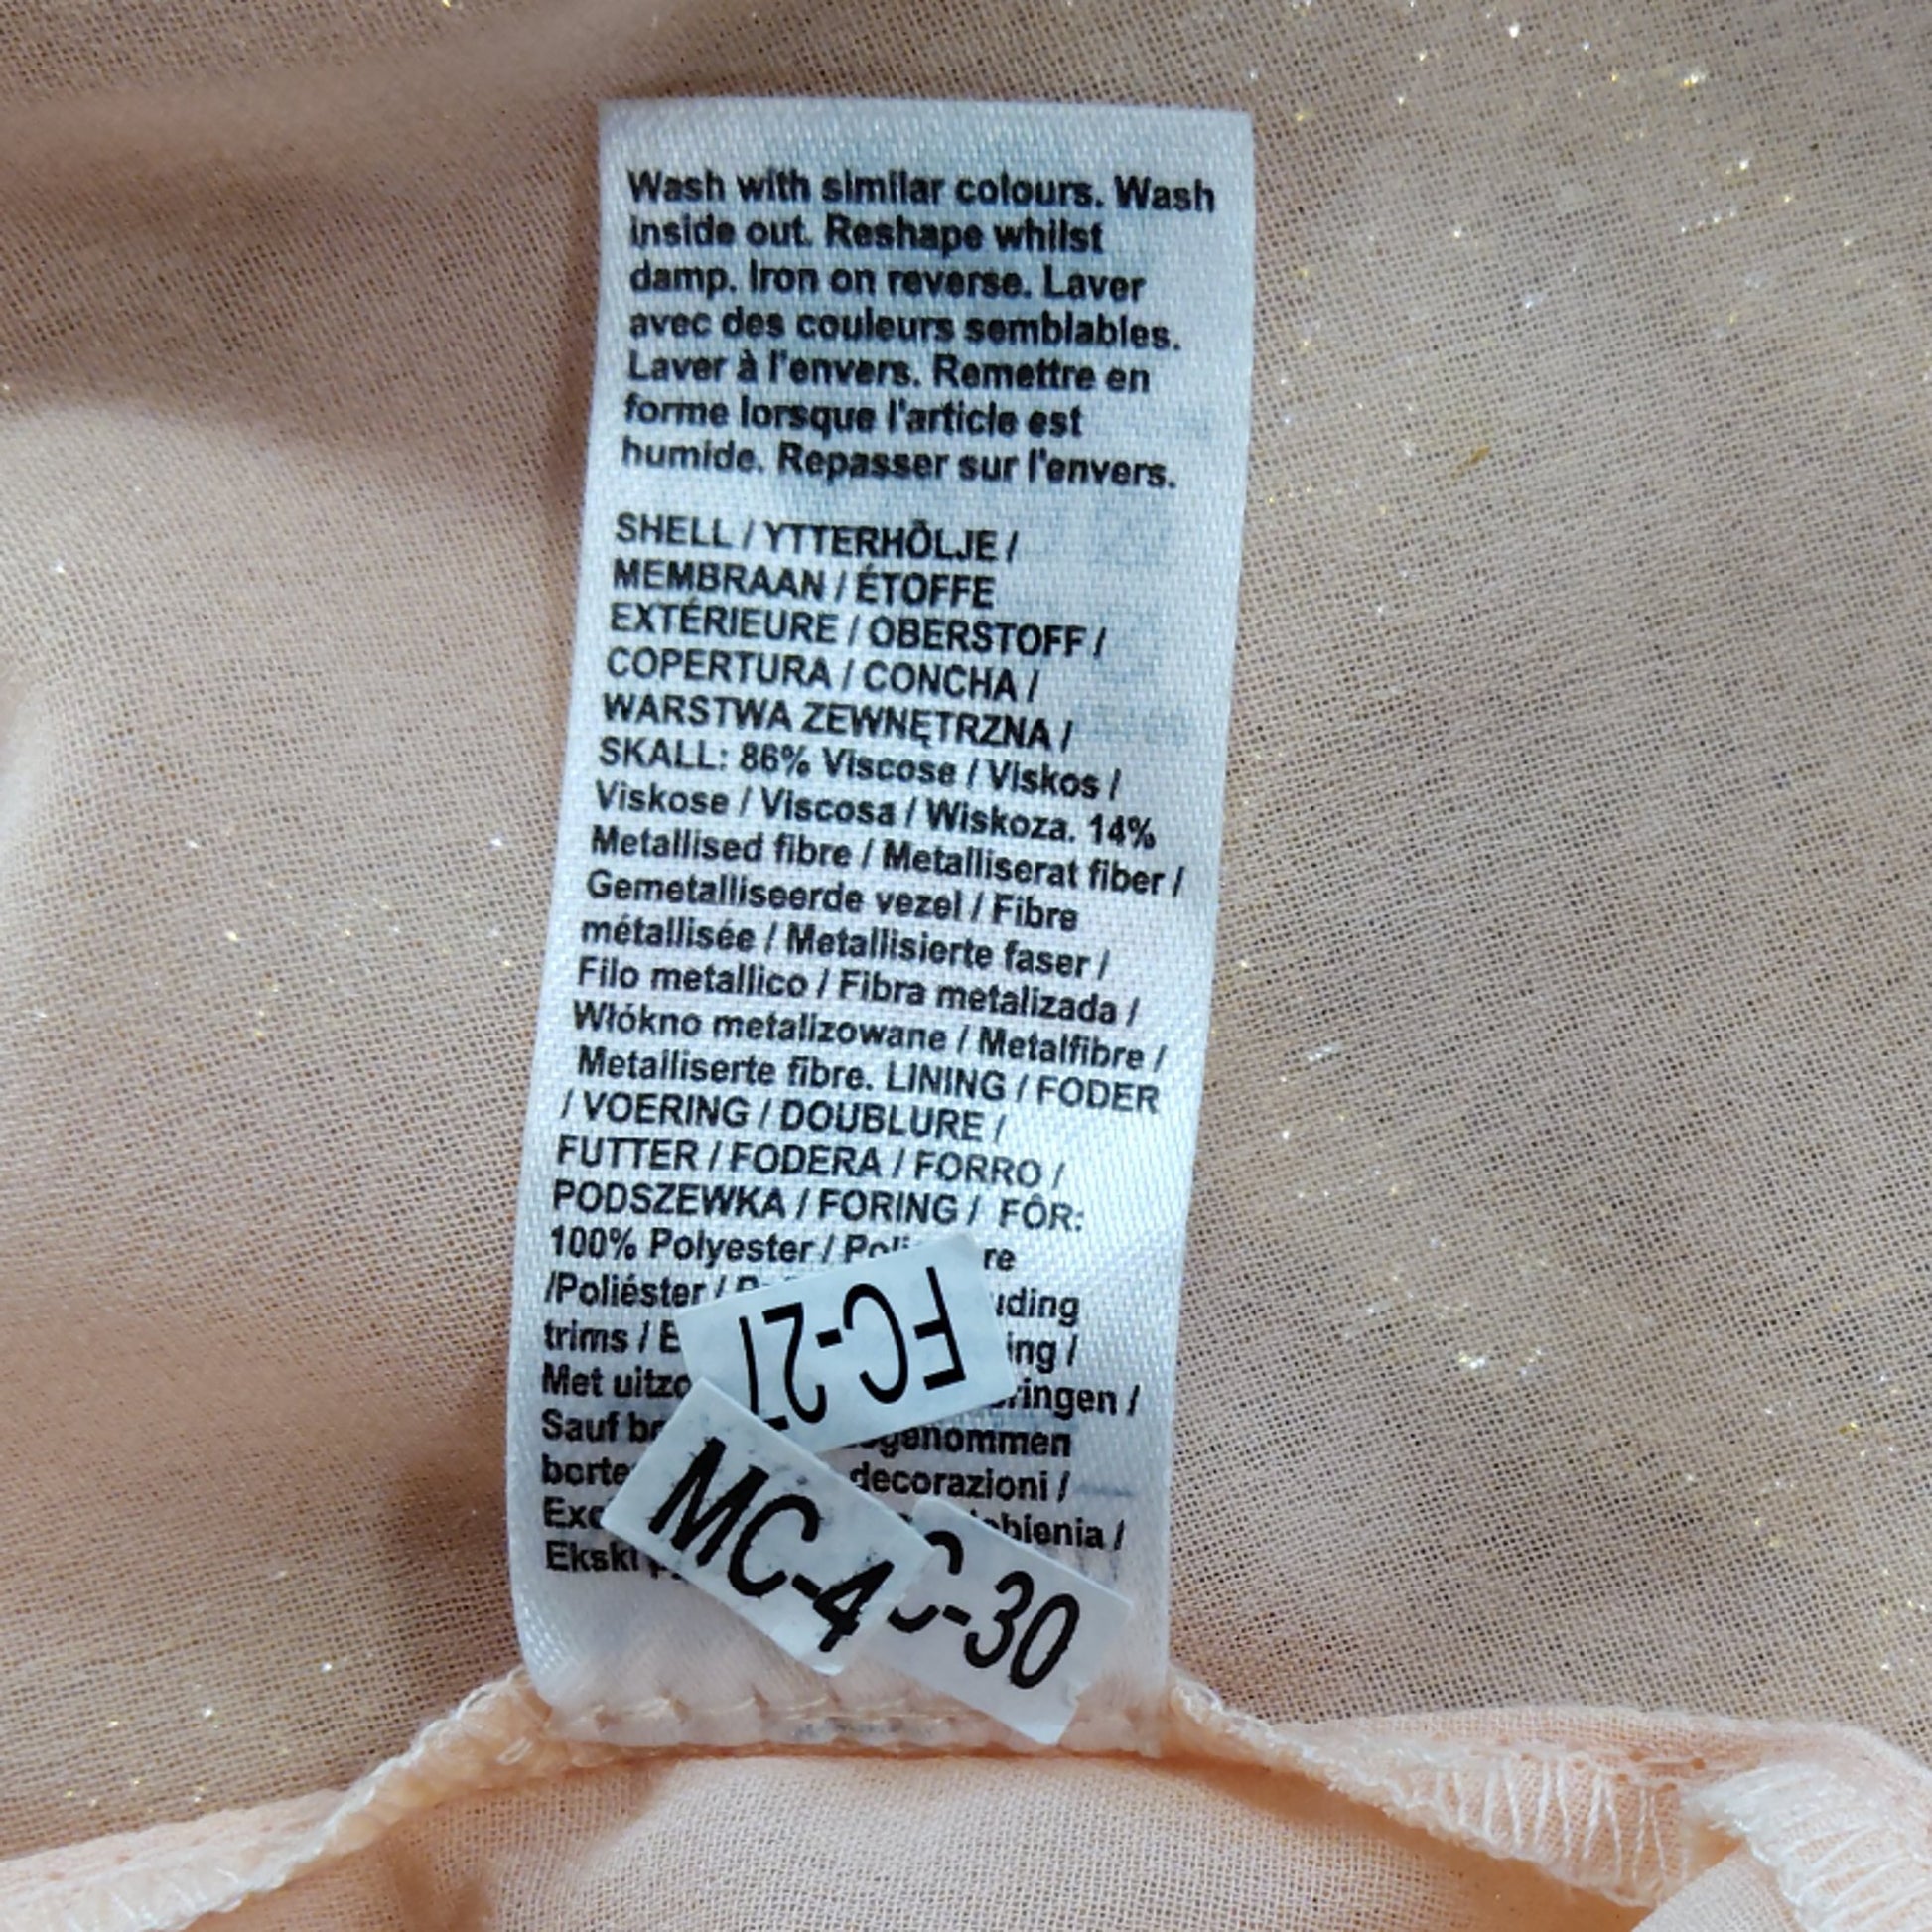 Wash with similar colours. Wash
inside out. Reshape whilst
damp. Iron on reverse. Laver
avec des couleurs semblables.
Laver à l'envers. Remettre en
forme lorsque l'article est
humide. Repasser sur l'envers.
SHELL / YTTERHÖLJE /
MEMBRAAN / ÉTOFFE
EXTÉRIEURE / OBERSTOFF /
COPERTURA / CONCHA /
WARSTWA ZEWNĘTRZNA /
SKALL: 86% Viscose / Viskos /
Viskose / Viscosa / Wiskoza. 14%
Metallised fibre / Metalliserat fiber /
Gemetalliseerde vezel / Fibre
métallisée / Metallisierte faser /
Filo metallico / Fibra metalizada /
Włókno metalizowane / Metalfibre /
Metalliserte fibre. LINING / FODER
/ VOERING / DOUBLURE /
FUTTER / FODERA / FORRO /
PODSZEWKA / FORING / FÔR:
100% Polyester /
/Poliéster /
trims /
Met
Sauf
decorazioni /
FC-27
MC-4
-30